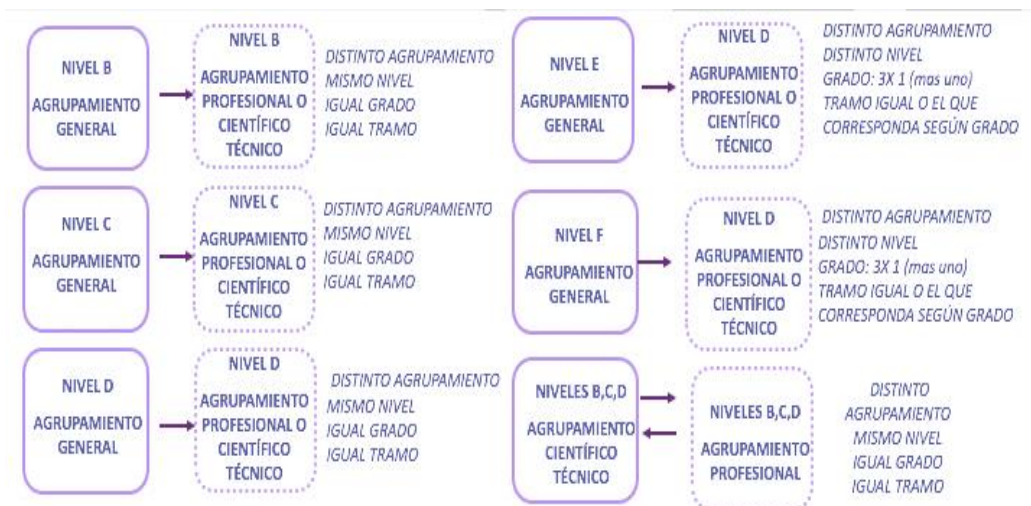 NIVEL B
AGRUPAMIENTO
GENERAL
NIVEL B
AGRUPAMIENTO
PROFESIONAL O
CIENTÍFICO
TÉCNICO
DISTINTO AGRUPAMIENTO
MISMO NIVEL
IGUAL GRADO
IGUAL TRAMO
NIVEL C
AGRUPAMIENTO
GENERAL
NIVEL C
AGRUPAMIENTO
PROFESIONAL O
CIENTÍFICO
TÉCNICO
DISTINTO AGRUPAMIENTO
MISMO NIVEL
IGUAL GRADO
IGUAL TRAMO
NIVEL D
AGRUPAMIENTO
GENERAL
NIVEL D
AGRUPAMIENTO
PROFESIONAL O
CIENTÍFICO
TÉCNICO
DISTINTO AGRUPAMIENTO
MISMO NIVEL
IGUAL GRADO
IGUAL TRAMO
NIVEL E
AGRUPAMIENTO
GENERAL
NIVEL D
AGRUPAMIENTO
PROFESIONAL O
CIENTÍFICO
TÉCNICO
DISTINTO AGRUPAMIENTO
DISTINTO NIVEL
GRADO: 3X 1 (mas uno)
TRAMO IGUAL O EL QUE
CORRESPONDA SEGÚN GRADO
NIVEL F
AGRUPAMIENTO
GENERAL
NIVEL D
AGRUPAMIENTO
PROFESIONAL O
CIENTÍFICO
TÉCNICO
DISTINTO AGRUPAMIENTO
DISTINTO NIVEL
GRADO: 3X 1 (mas uno)
TRAMO IGUAL O EL QUE
CORRESPONDA SEGÚN GRADO
NIVELES B,C,D
AGRUPAMIENTO
CIENTÍFICO
TÉCNICO
NIVELES B,C,D
AGRUPAMIENTO
PROFESIONAL
DISTINTO
AGRUPAMIENTO
MISMO NIVEL
IGUAL GRADO
IGUAL TRAMO